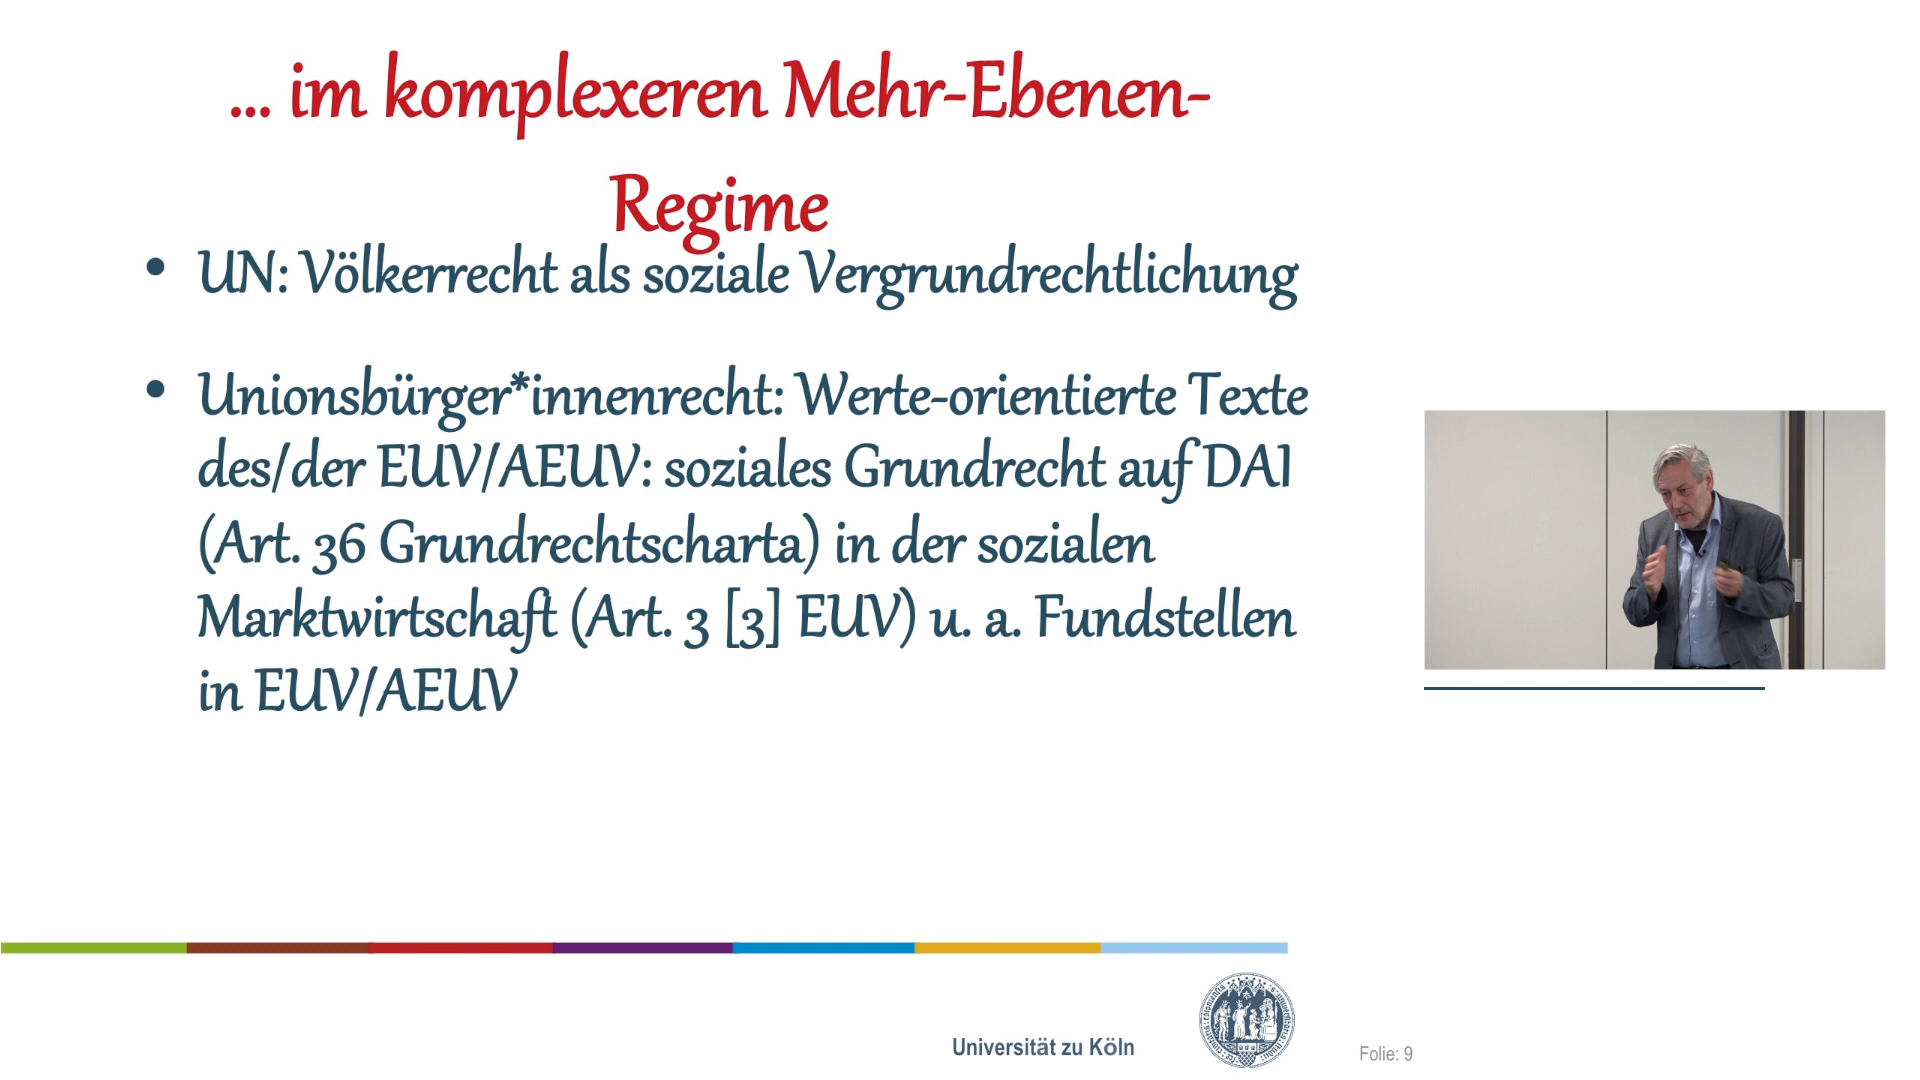 ... im komplexeren Mehr-Ebenen-
Regime
• UN: Völkerrecht als soziale Vergrundrechtlichung
• Unionsbürger*innenrecht: Werte-orientierte Texte
des/der EUV/AEUV: soziales Grundrecht auf DAI
(Art. 36 Grundrechtscharta) in der sozialen
Marktwirtschaft (Art. 3 [3] EUV) u. a. Fundstellen
in EUV/AEUV
Universität zu Köln
Folie: 9